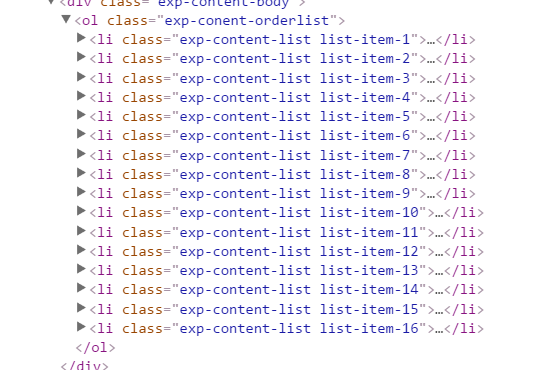 <div class="exp-content-body">
▼<ol class="exp-conent-orderlist">
▶<li class="exp-content-list list-item-1">…</li>
▶<li class="exp-content-list list-item-2">…</li>
▶<li class="exp-content-list list-item-3">…</li>
▶<li class="exp-content-list list-item-4">…</li>
▶<li class="exp-content-list list-item-5">…</li>
▶<li class="exp-content-list list-item-6">…</li>
▶<li class="exp-content-list list-item-7">…</li>
▶<li class="exp-content-list list-item-8">…</li>
▶<li class="exp-content-list list-item-9">…</li>
▶<li class="exp-content-list list-item-10">…</li>
▶<li class="exp-content-list list-item-11">…</li>
▶<li class="exp-content-list list-item-12">…</li>
▶<li class="exp-content-list list-item-13">…</li>
▶<li class="exp-content-list list-item-14">…</li>
▶<li class="exp-content-list list-item-15">…</li>
▶<li class="exp-content-list list-item-16">…</li>
</ol>
</div>